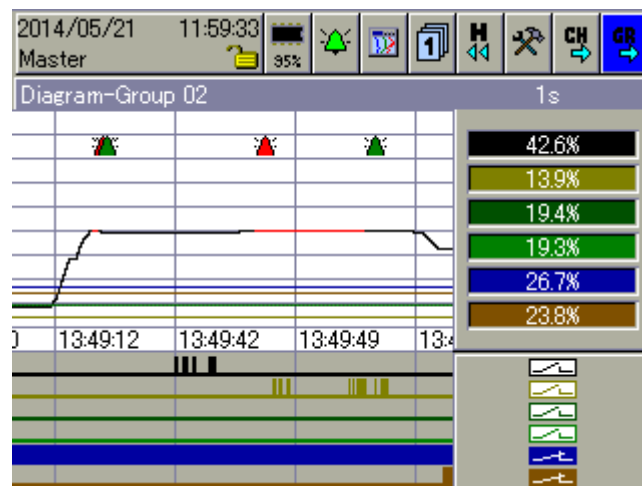 2014/05/21 11:59:33
Master
95%
1
H
CH
GR
Diagram-Group 02 1s
42.6%
13.9%
19.4%
19.3%
26.7%
23.8%
13:49:12 13:49:42 13:49:49